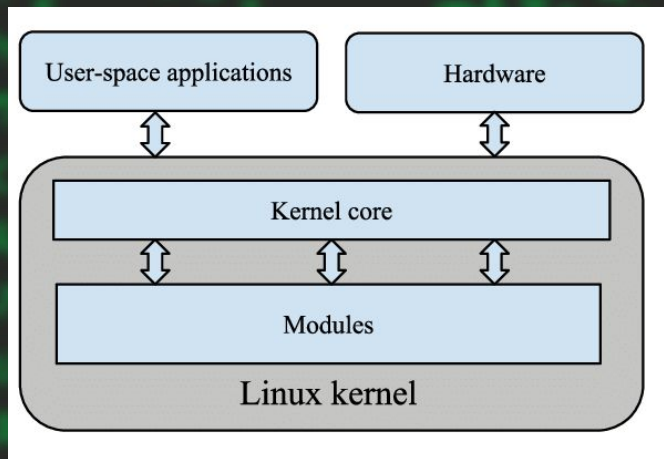 User-space applications
Hardware
Kernel core
Modules
Linux kernel